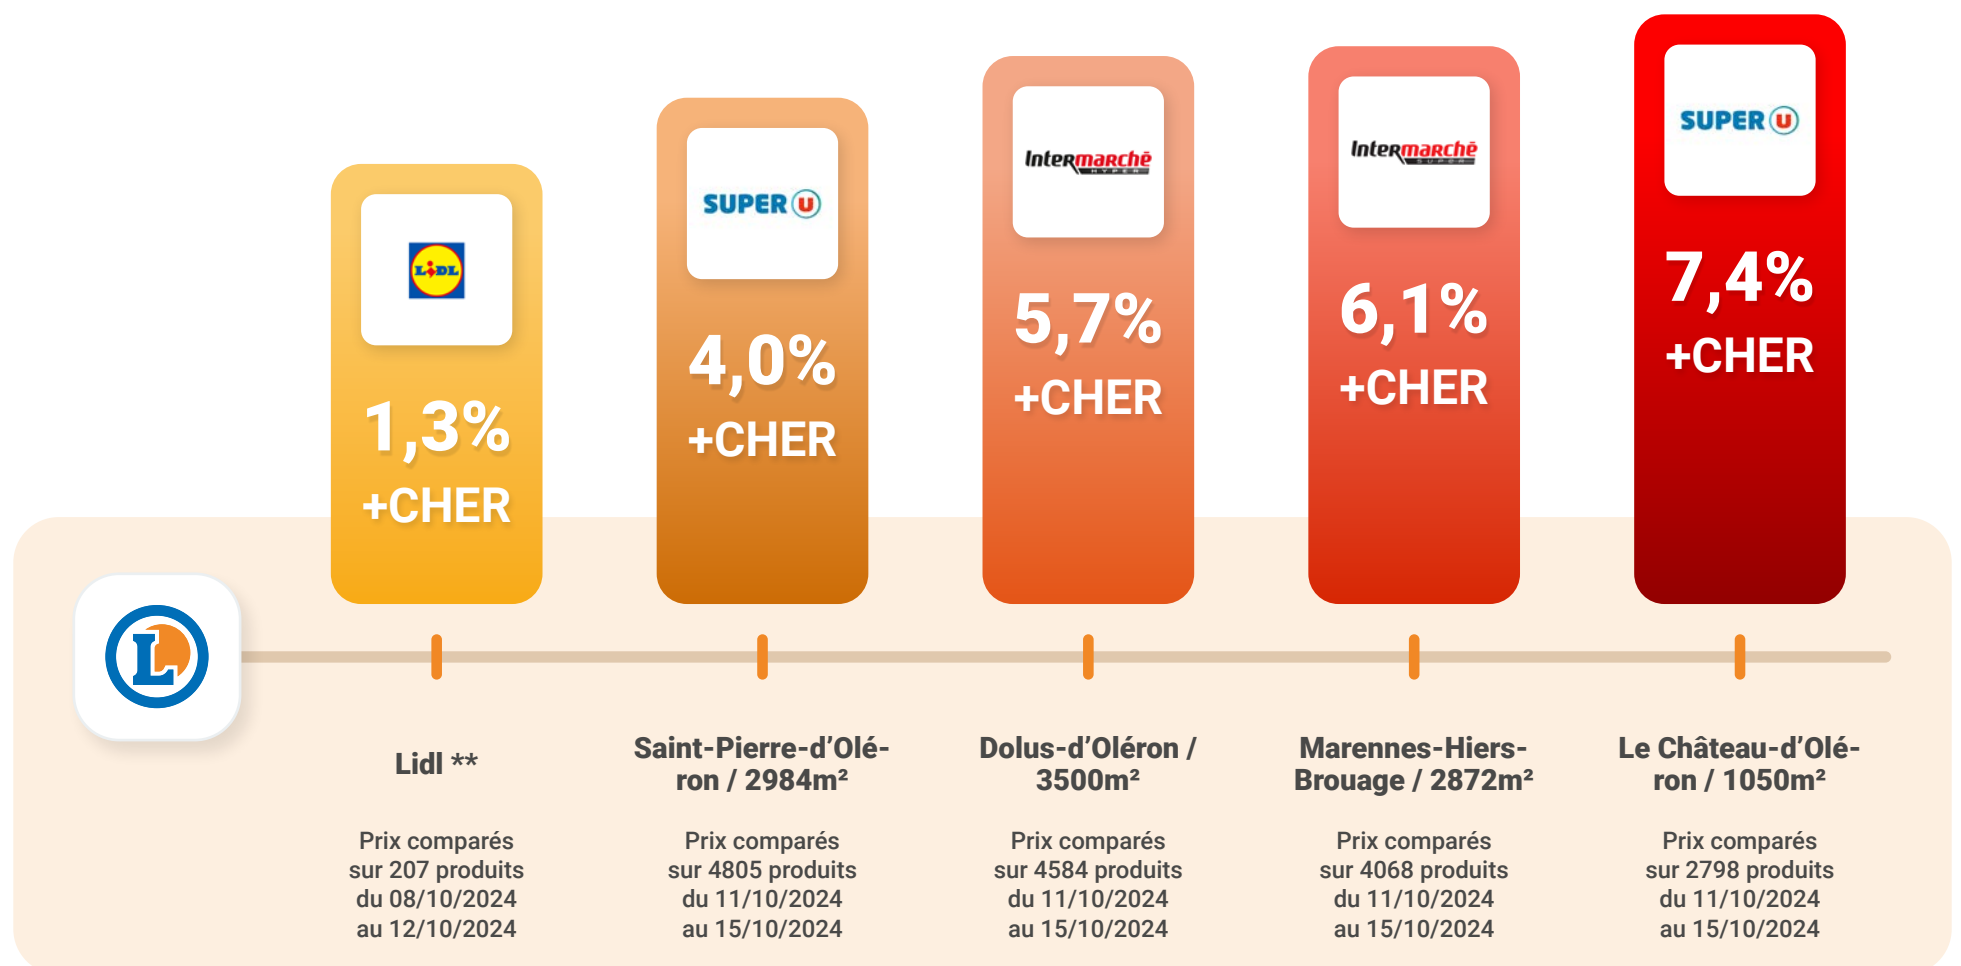 LiDL
1,3%
+CHER
SUPER U
4,0%
+CHER
Intermarchē
HYPER
5,7%
+CHER
Intermarchē
SUPER
6,1%
+CHER
SUPER U
7,4%
+CHER
L
Lidl **
Prix comparés
sur 207 produits
du 08/10/2024
au 12/10/2024
Saint-Pierre-d’Olé-
ron / 2984m²
Prix comparés
sur 4805 produits
du 11/10/2024
au 15/10/2024
Dolus-d’Oléron /
3500m²
Prix comparés
sur 4584 produits
du 11/10/2024
au 15/10/2024
Marennes-Hiers-
Brouage / 2872m²
Prix comparés
sur 4068 produits
du 11/10/2024
au 15/10/2024
Le Château-d’Olé-
ron / 1050m²
Prix comparés
sur 2798 produits
du 11/10/2024
au 15/10/2024